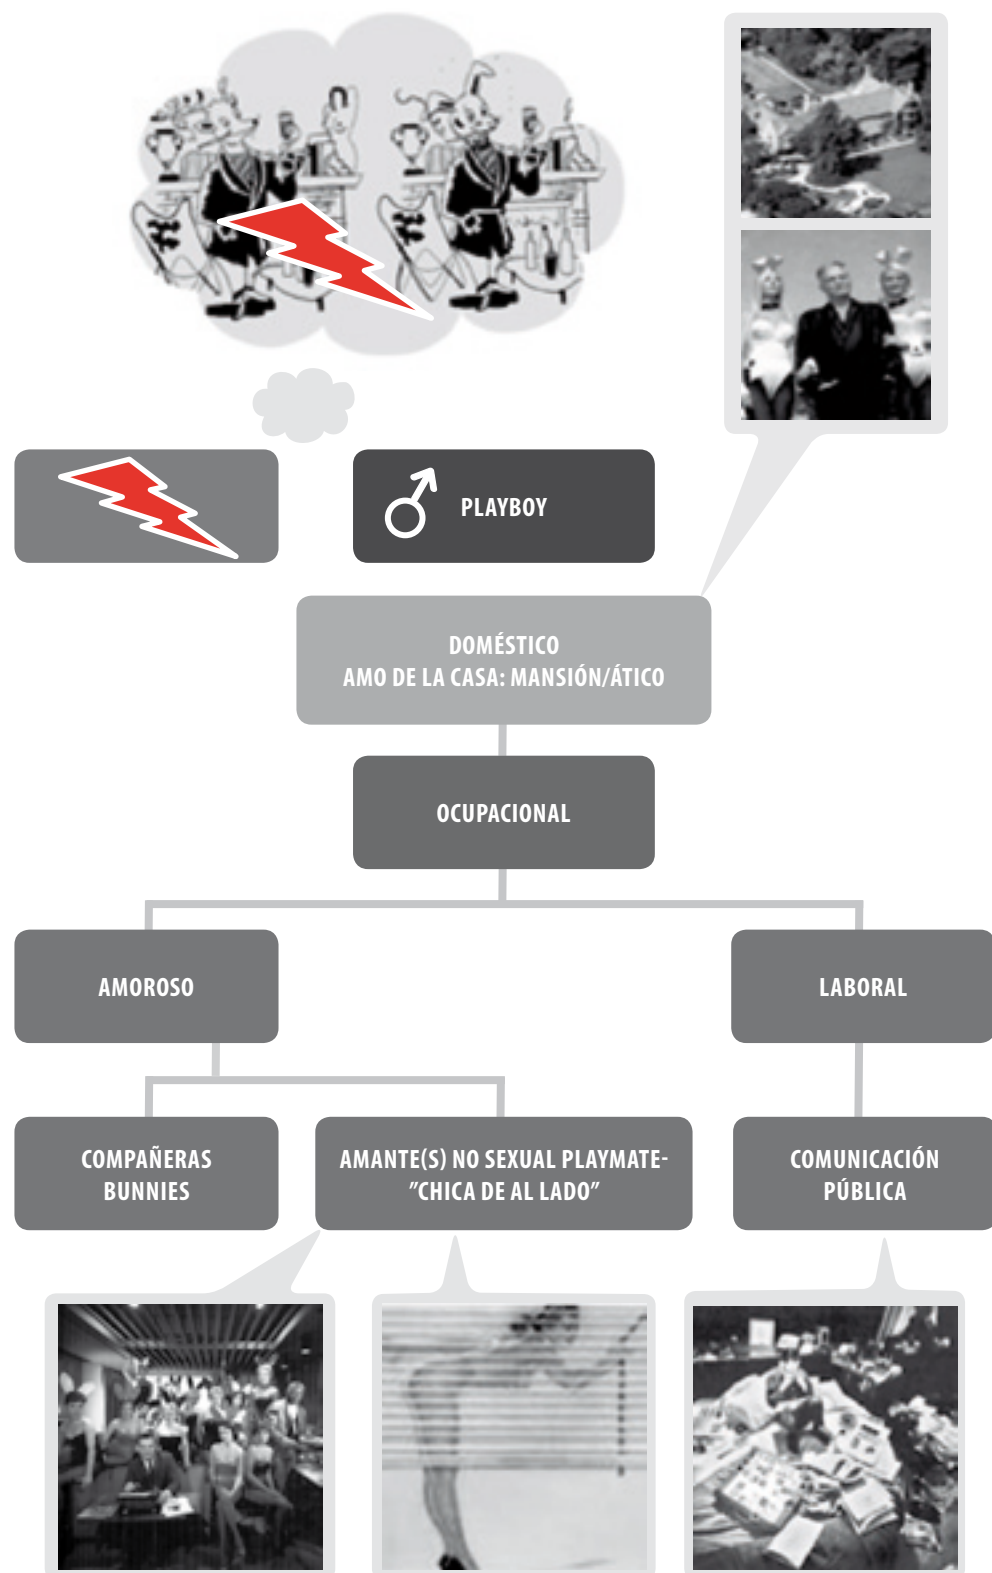 PLAYBOY
DOMÉSTICO
AMO DE LA CASA: MANSIÓN/ÁTICO
OCUPACIONAL
AMOROSO
LABORAL
COMPAÑERAS
BUNNIES
AMANTE(S) NO SEXUAL PLAYMATE-
"CHICA DE AL LADO"
COMUNICACIÓN
PÚBLICA